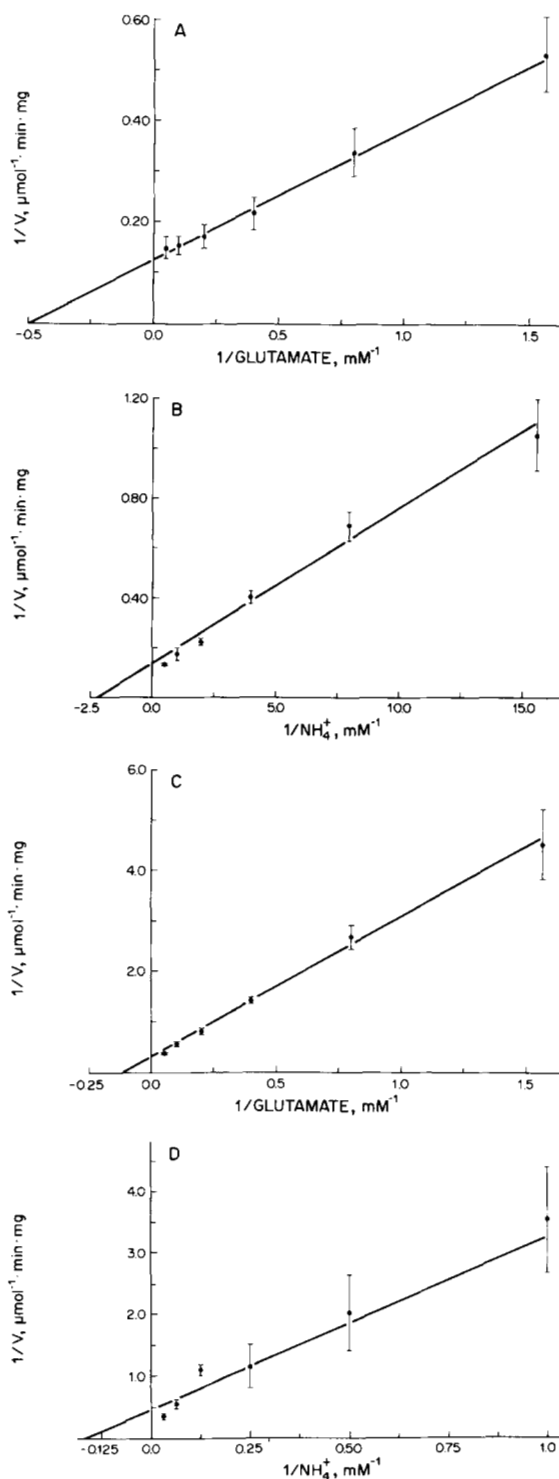 A
0.60
0.40
0.20
1/V, μmol⁻¹·min·mg
-0.5 0.0 0.5 1.0 1.5
1/GLUTAMATE, mM⁻¹
B
1.20
0.80
0.40
1/V, μmol⁻¹·min·mg
-2.5 0.0 5.0 10.0 15.0
1/NH₄⁺, mM⁻¹
C
6.0
4.0
2.0
1/V, μmol⁻¹·min·mg
-0.25 0.0 0.5 1.0 1.5
1/GLUTAMATE, mM⁻¹
D
4.0
3.0
2.0
1.0
1/V, μmol⁻¹·min·mg
-0.125 0.0 0.25 0.50 0.75 1.0
1/NH₄⁺, mM⁻¹